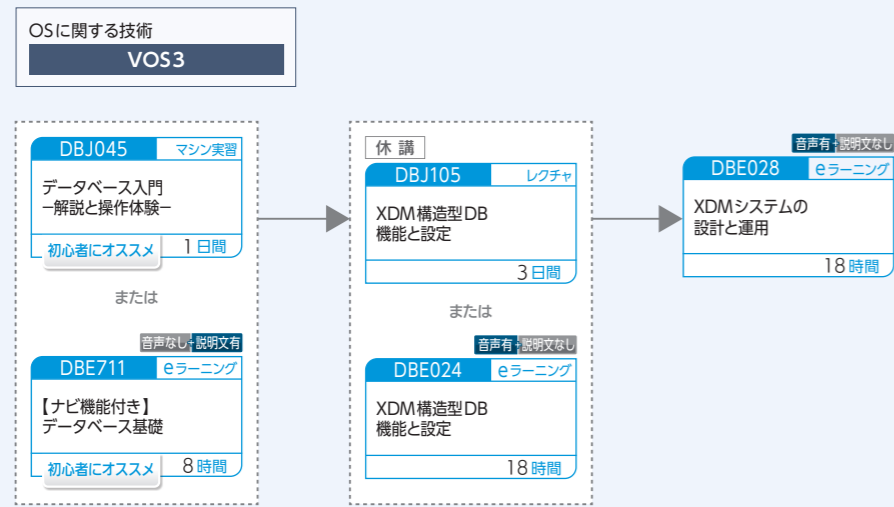 OSに関する技術
VOS3
DBJ045 マシン実習
データベース入門
−解説と操作体験−
初心者にオススメ 1日間
または
音声なし 説明文有
DBE711 eラーニング
【ナビ機能付き】
データベース基礎
初心者にオススメ 8時間
休 講
DBJ105 レクチャ
XDM構造型DB
機能と設定
3日間
または
音声有 説明文なし
DBE024 eラーニング
XDM構造型DB
機能と設定
18時間
音声有 説明文なし
DBE028 eラーニング
XDMシステムの
設計と運用
18時間